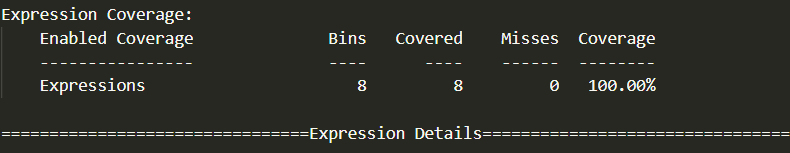 Expression Coverage:
    Enabled Coverage              Bins   Covered    Misses  Coverage
    ----------------              ----      ----    ------  --------
    Expressions                      8         8         0   100.00%
================================Expression Details================================